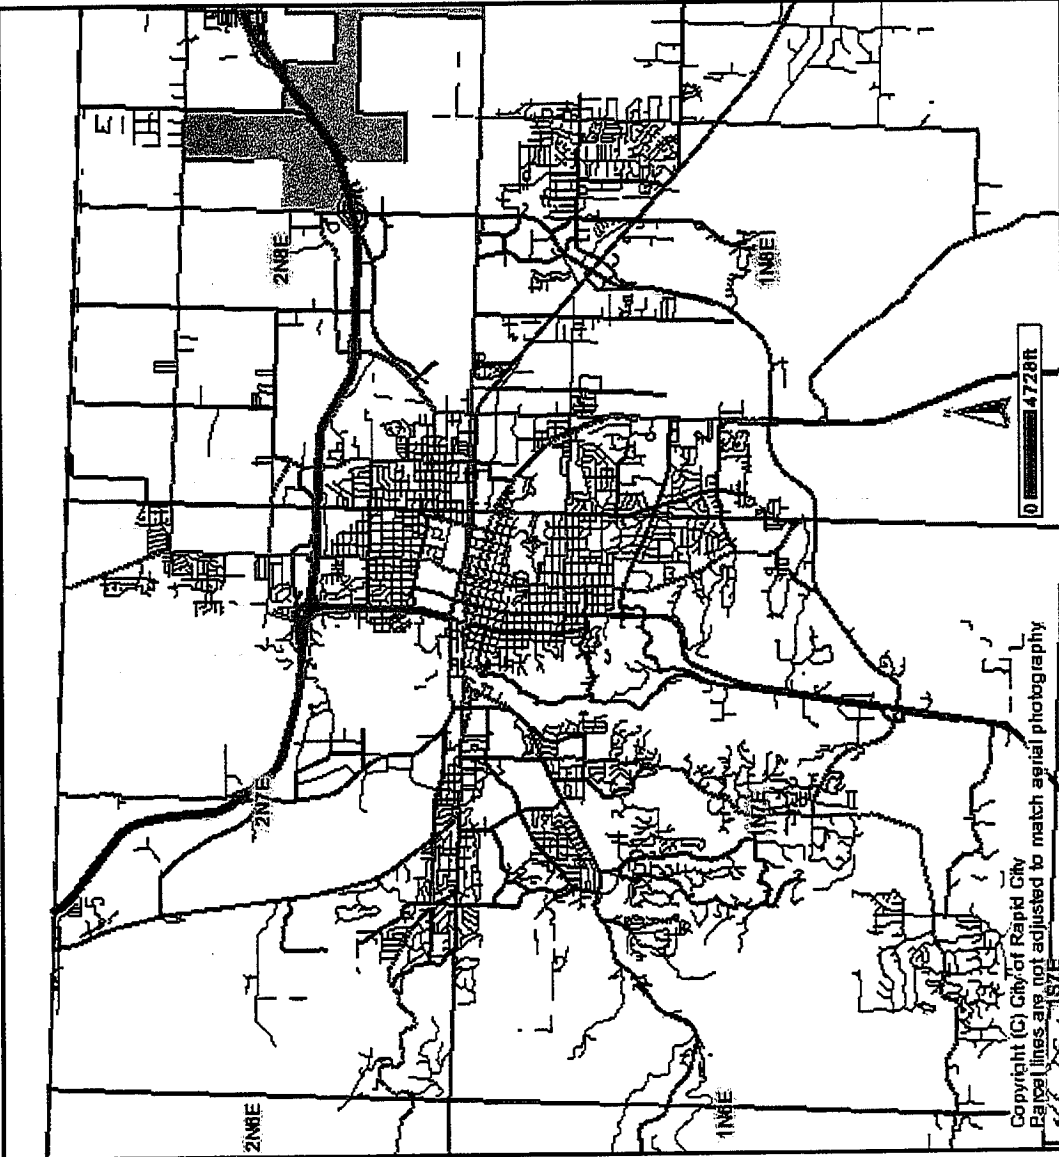 2N6E
2N7E
2N8E
1N6E
1N7E
1N8E
1S7E
0 4728ft
Copyright (C) City of Rapid City
Parcel lines are not adjusted to match aerial photography